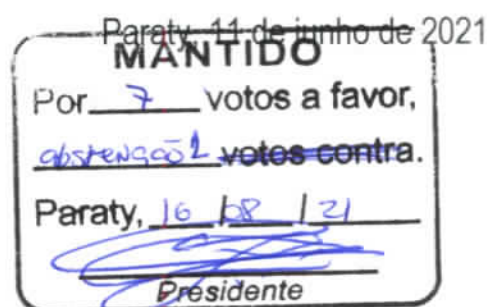 Paraty, 11 de junho de 2021
MANTIDO
Por 7 votos a favor,
abstenção 1 votos contra.
Paraty, 16 / 08 / 21
Presidente